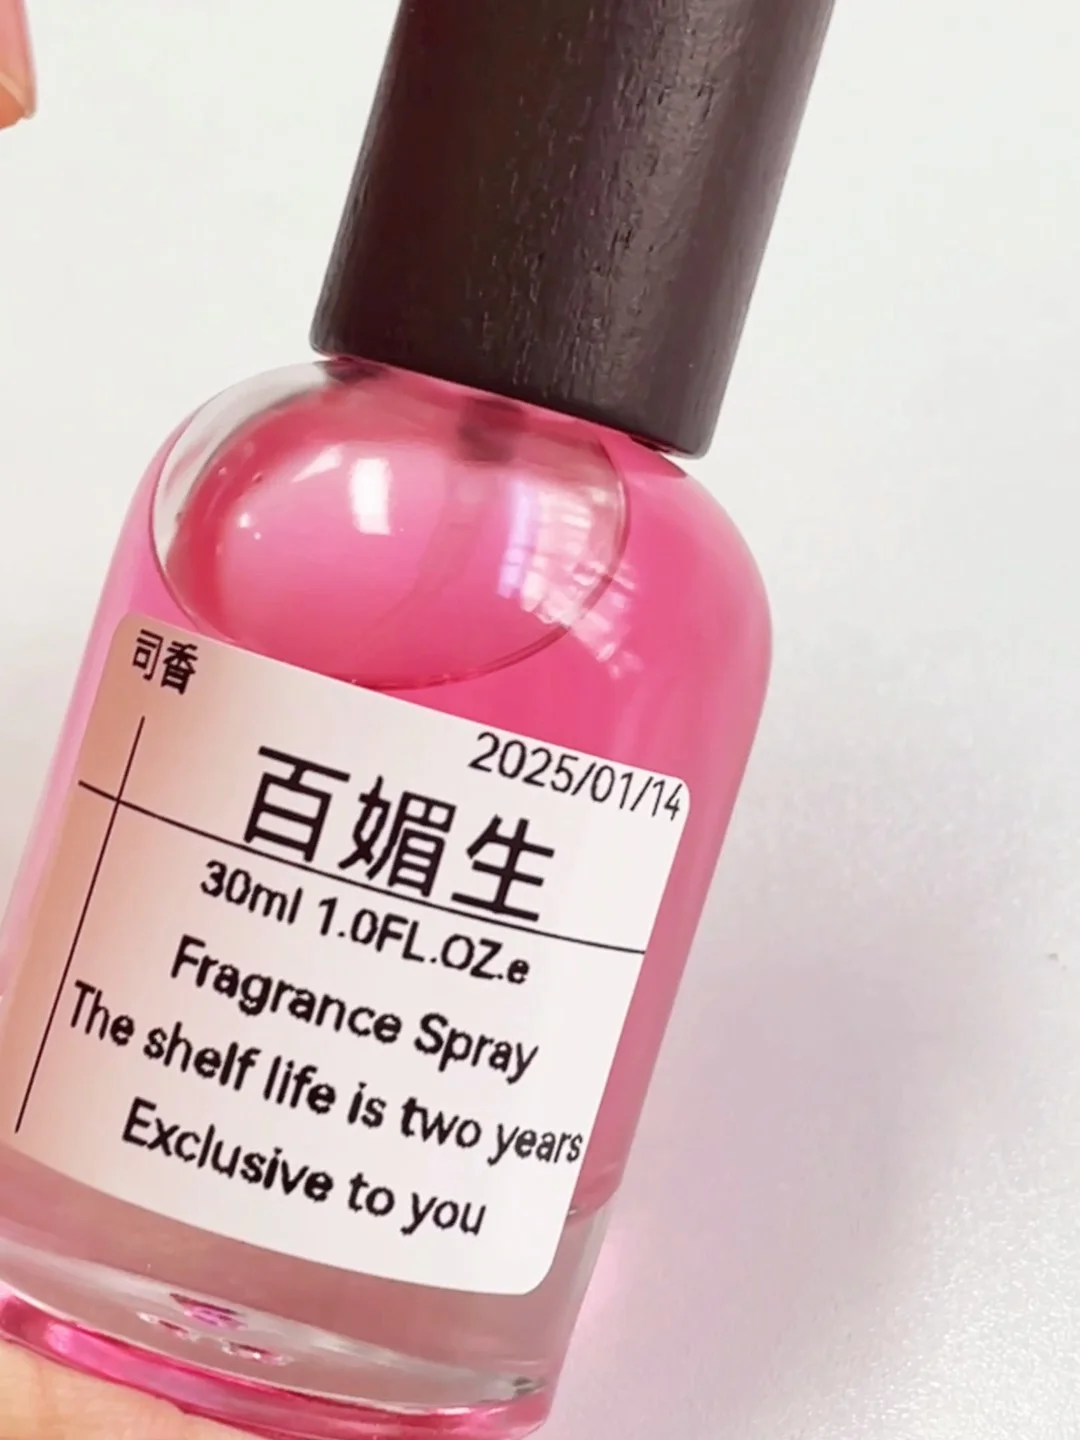 司香
2025/01/14
百媚生
30ml 1.0FL.OZ.e
Fragrance Spray
The shelf life is two years
Exclusive to you